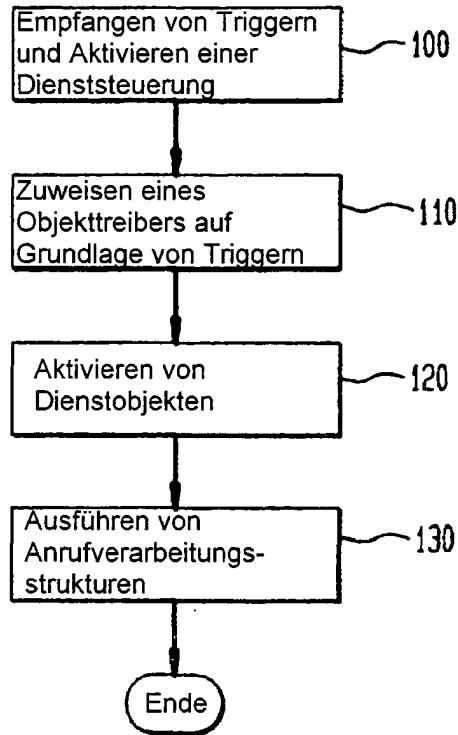 Empfangen von Triggern
und Aktivieren einer
Dienststeuerung
100
Zuweisen eines
Objekttreibers auf
Grundlage von Triggern
110
Aktivieren von
Dienstobjekten
120
Ausführen von
Anrufverarbeitungs-
strukturen
130
Ende